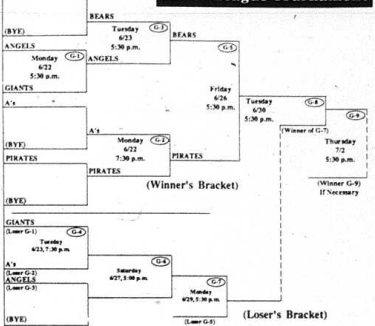 BEARS
(BYE)
Tuesday
6/23
5:30 p.m.
G-3
BEARS
ANGELS
G-1
Monday
6/22
5:30 p.m.
ANGELS
G-5
GIANTS
Friday
6/26
5:30 p.m.
A's
Tuesday
6/30
5:30 p.m.
G-8
G-9
A's
(Winner of G-7)
(BYE)
Monday
6/22
7:30 p.m.
G-2
Thursday
7/2
5:30 p.m.
PIRATES
PIRATES
PIRATES
(Winner G-9)
If Necessary
(BYE)
(Winner's Bracket)
GIANTS
(Loser G-1)
G-4
Tuesday
6/23, 7:30 p.m.
A's
(Loser G-2)
ANGELS
(Loser G-3)
Saturday
6/27, 5:00 p.m.
G-6
G-7
Monday
6/29, 5:30 p.m.
(BYE)
(Loser G-5)
(Loser's Bracket)